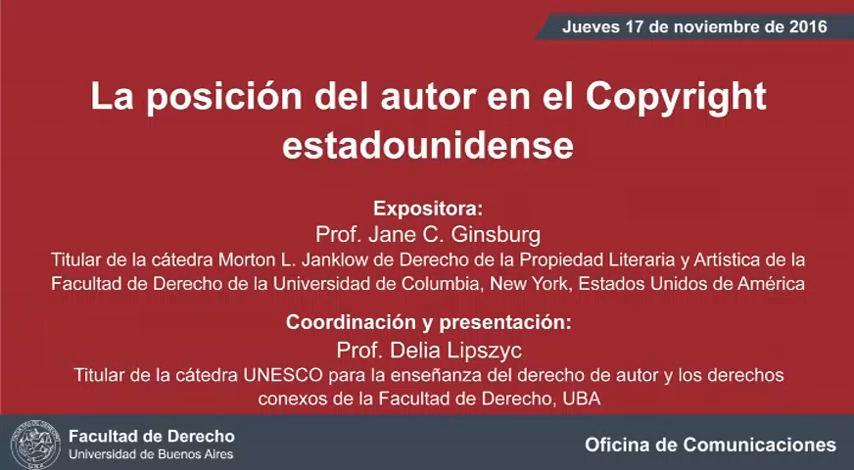 Jueves 17 de noviembre de 2016
La posición del autor en el Copyright
estadounidense
Expositora:
Prof. Jane C. Ginsburg
Titular de la cátedra Morton L. Janklow de Derecho de la Propiedad Literaria y Artística de la
Facultad de Derecho de la Universidad de Columbia, New York, Estados Unidos de América
Coordinación y presentación:
Prof. Delia Lipszyc
Titular de la cátedra UNESCO para la enseñanza del derecho de autor y los derechos
conexos de la Facultad de Derecho, UBA
Facultad de Derecho
Universidad de Buenos Aires
Oficina de Comunicaciones